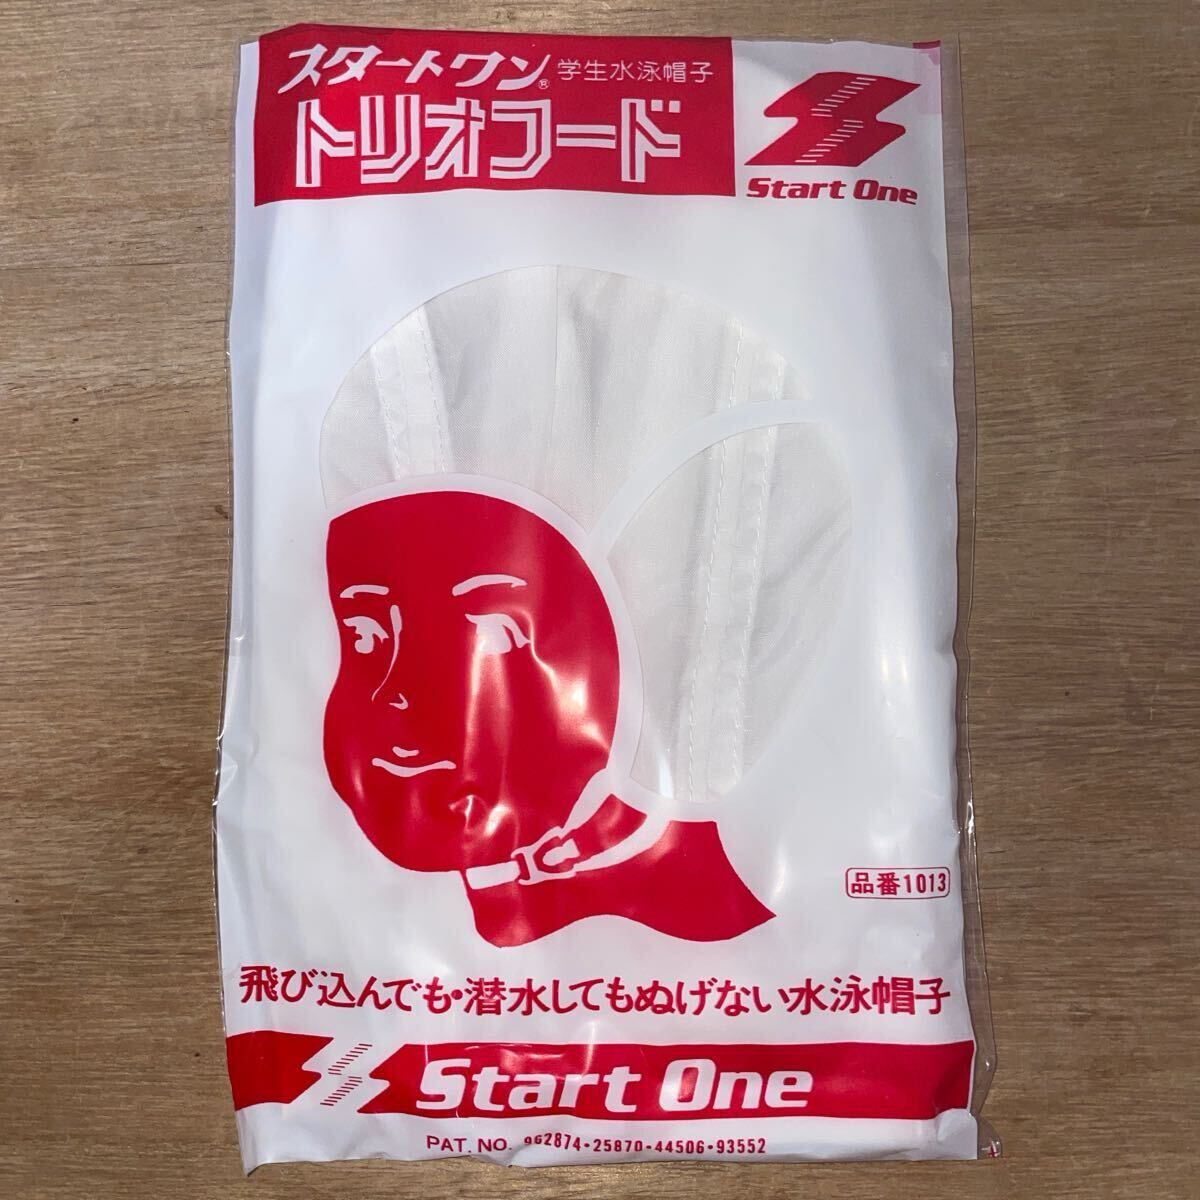 スタートワン® 学生水泳帽子
トリオフード
Start One
品番1013
飛び込んでも・潜水してもぬげない水泳帽子
Start One
PAT. NO. 962874・25870・44506・93552